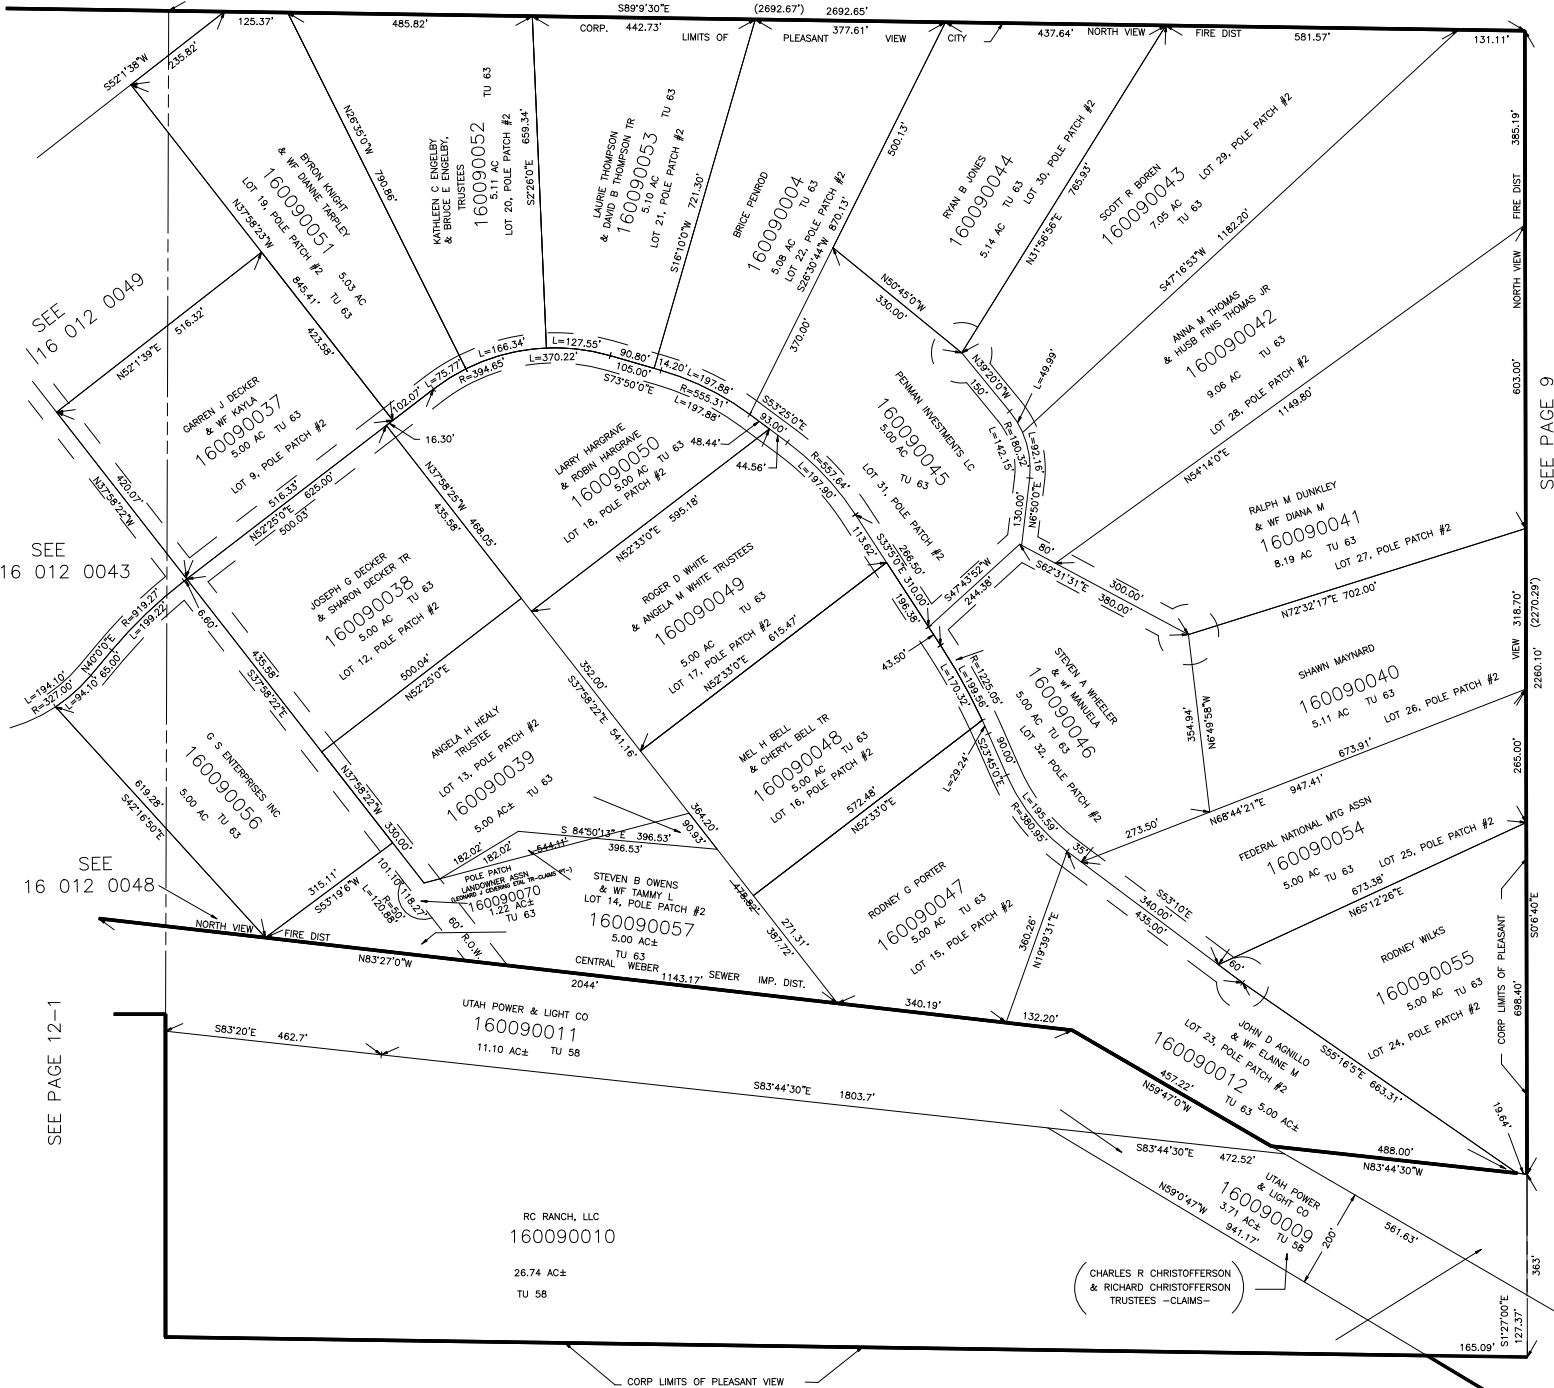 S89°9'30"E (2692.67') 2692.65'
125.37'
485.82'
CORP. 442.73' LIMITS OF PLEASANT 377.61' VIEW CITY 437.64' NORTH VIEW FIRE DIST 581.57' 131.11'
S52°1'38"W
235.82'
N26°35'0"W 790.86'
S2°26'0"E 659.34'
S16°10'0"W 721.30'
S26°30'44"W 870.13'
500.13'
370.00'
N31°56'56"E 765.93'
S47°16'53"W 1182.20'
385.19'
NORTH VIEW FIRE DIST
603.00'
BYRON KNIGHT
& WF DIANNE TARPLEY
160090051
LOT 19, POLE PATCH #2
5.03 AC
TU 63
KATHLEEN C ENGELBY
& BRUCE E ENGELBY,
TRUSTEES
160090052 TU 63
5.11 AC
LOT 20, POLE PATCH #2
LAURIE THOMPSON
& DAVID B THOMPSON TR
160090053 TU 63
5.10 AC
LOT 21, POLE PATCH #2
BRICE PENROD
160090004
5.08 AC TU 63
LOT 22, POLE PATCH #2
RYAN B JONES
160090044
5.14 AC TU 63
LOT 30, POLE PATCH #2
SCOTT R BOREN
160090043
7.05 AC
TU 63
LOT 29, POLE PATCH #2
ANNA M THOMAS
& HUSB FINIS THOMAS JR
160090042
9.06 AC TU 63
LOT 28, POLE PATCH #2
1149.80'
N54°14'0"E
N37°58'23"W
845.41'
423.58'
N50°45'0"W
330.00'
N39°20'0"W
150'
L=49.99'
R=180.32'
L=142.15'
L=92.16'
130.00'
N6°50'0"E
SEE
16 012 0049
N52°1'39"E 516.32'
GARREN J DECKER
& WF KAYLA
160090037
5.00 AC TU 63
LOT 9, POLE PATCH #2
420.07'
N37°58'22"W
516.33'
N52°25'0"E 625.00'
500.03'
102.07'
16.30'
L=75.77'
L=166.34'
R=394.65'
L=370.22'
L=127.55'
90.80'
105.00'
S73°50'0"E
14.20'
L=197.88'
R=555.31'
L=197.88'
S53°25'0"E
93.00'
48.44'
44.56'
R=557.64'
L=197.90'
LARRY HARGRAVE
& ROBIN HARGRAVE
160090050
5.00 AC TU 63
LOT 18, POLE PATCH #2
N52°33'0"E 595.18'
N37°58'25"W 468.05'
435.58'
PENMAN INVESTMENTS LC
160090045
5.00 AC
TU 63
LOT 31, POLE PATCH #2
S33°5'0"E
113.62'
266.50'
310.00'
196.38'
S47°43'52"W
244.38'
43.50'
SEE PAGE 9
RALPH M DUNKLEY
& WF DIANA M
160090041
8.19 AC TU 63
LOT 27, POLE PATCH #2
80'
S62°31'31"E 300.00'
380.00'
N72°32'17"E 702.00'
318.70'
(2270.29')
2260.10'
VIEW
SEE
16 012 0043
R=919.27'
L=199.22'
L=194.10'
R=327.00'
L=94.10'
N40°0'0"E
65.00'
6.60'
JOSEPH G DECKER
& SHARON DECKER TR
160090038
5.00 AC TU 63
LOT 12, POLE PATCH #2
500.04'
N52°25'0"E
435.58'
S37°58'22"E
ROGER D WHITE
& ANGELA M WHITE TRUSTEES
160090049
5.00 AC TU 63
LOT 17, POLE PATCH #2
N52°33'0"E 615.47'
352.00'
S37°58'22"E
541.16'
STEVEN A WHEELER
& wf MANUELA
160090046
5.00 AC TU 63
LOT 32, POLE PATCH #2
R=1225.05'
L=199.56'
L=170.32'
L=29.24'
S23°45'0"E
90.00'
L=195.59'
R=380.95'
SHAWN MAYNARD
160090040
5.11 AC TU 63
LOT 26, POLE PATCH #2
354.94'
N6°49'58"W
673.91'
N68°44'21"E 947.41'
273.50'
265.00'
G S ENTERPRISES INC
160090056
5.00 AC
TU 63
619.28'
S42°16'50"E
ANGELA H HEALY
TRUSTEE
LOT 13, POLE PATCH #2
160090039
5.00 AC± TU 63
N37°58'22"W
330.00'
MEL H BELL
& CHERYL BELL TR
160090048
5.00 AC TU 63
LOT 16, POLE PATCH #2
572.48'
N52°33'0"E
364.20'
90.93'
FEDERAL NATIONAL MTG ASSN
160090054
5.00 AC TU 63
LOT 25, POLE PATCH #2
673.38'
N65°12'26"E
S 84°50'13" E 396.53'
396.53'
544.11'
182.02'
182.02'
SEE
16 012 0048
315.11'
S53°19'6"W
101.10'
118.27'
R=50'
L=120.88'
60' R.O.W.
POLE PATCH
LANDOWNER ASSN
(LEONARD J DEVERING ETAL TR-CLAIMS PT-)
160090070
1.22 AC±
TU 63
STEVEN B OWENS
& WF TAMMY L
LOT 14, POLE PATCH #2
160090057
5.00 AC±
TU 63
478.82'
271.31'
387.72'
RODNEY G PORTER
160090047
5.00 AC TU 63
LOT 15, POLE PATCH #2
35'
360.26'
N19°39'31"E
S53°10'E
340.00'
435.00'
60'
RODNEY WILKS
160090055
5.00 AC TU 63
LOT 24, POLE PATCH #2
CORP LIMITS OF PLEASANT
698.40'
S0°6'40"E
NORTH VIEW FIRE DIST
N83°27'0"W
2044'
CENTRAL WEBER 1143.17' SEWER IMP. DIST.
340.19'
132.20'
JOHN D AGNILLO
& WF ELAINE M
LOT 23, POLE PATCH #2
160090012
TU 63 5.00 AC±
457.22'
N59°47'0"W
S55°16'5"E 663.31'
19.64'
488.00'
N83°44'30"W
SEE PAGE 12-1
UTAH POWER & LIGHT CO
160090011
11.10 AC± TU 58
S83°20'E 462.7'
S83°44'30"E 1803.7'
S83°44'30"E 472.52'
UTAH POWER
& LIGHT CO
160090009
3.71 AC±
TU 58
N59°0'47"W
941.17'
200'
561.63'
363'
S1°27'00"E
127.37'
165.09'
RC RANCH, LLC
160090010
26.74 AC±
TU 58
CHARLES R CHRISTOFFERSON
& RICHARD CHRISTOFFERSON
TRUSTEES -CLAIMS-
CORP LIMITS OF PLEASANT VIEW